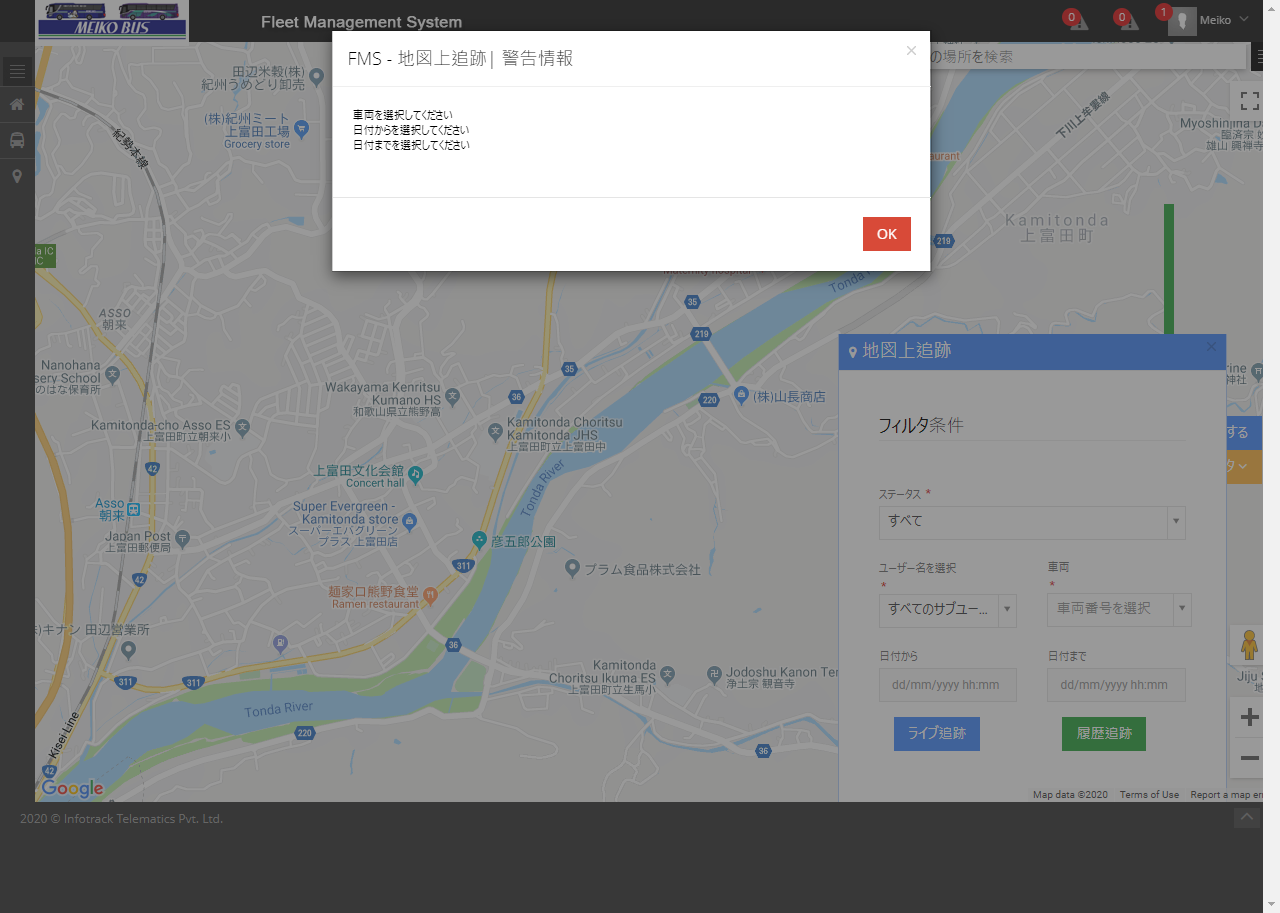 MEIKO BUS
Fleet Management System
0
0
1
Meiko
FMS - 地図上追跡| 警告情報
×
車両を選択してください
日付からを選択してください
日付までを選択してください
OK
の場所を検索
田辺米穀(株)
紀州うめどり卸売
(株)紀州ミート
上富田工場
Grocery store
紀勢本線
下川上牟婁線
Myoshinji
臨済宗 妙
雄山 興禅寺
Kamitonda
上富田町
219
35
219
Tonda
IC
IC
ASSO
朝来
Nanohana
sery School
のはな保育所
35
36
220
(株)山長商店
Wakayama Kenritsu
Kumano HS
和歌山県立熊野高
Kamitonda-cho Asso ES
上富田町立朝来小
Kamitonda Choritsu
Kamitonda JHS
上富田町立上富田中
42
上富田文化会館
Concert hall
Tonda River
Asso
朝来
Super Evergreen -
Kamitonda store
スーパーエバグリーン
プラス 上富田店
Japan Post
上富田郵便局
彦五郎公園
311
プラム食品株式会社
42
麺家口熊野食堂
Ramen restaurant
キナン 田辺営業所
36
311
311
Kamitonda
Choritsu Ikuma ES
上富田町立生馬小
Jodoshu Kanon
浄土宗 観音寺
Tonda River
Kisei-Line
220
36
42
Google
地図上追跡
×
フィルタ条件
ステータス *
すべて
ユーザー名を選択
*
すべてのサブユー...
車両
*
車両番号を選択
日付から
dd/mm/yyyy hh:mm
日付まで
dd/mm/yyyy hh:mm
ライブ追跡
履歴追跡
神社
する
タ
Jiju
Map data ©2020
Terms of Use
Report a map
2020 © Infotrack Telematics Pvt. Ltd.